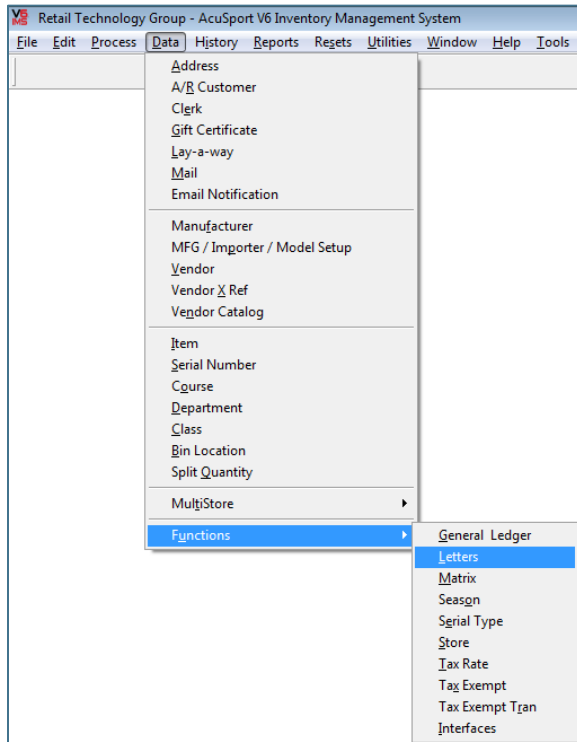 Retail Technology Group - AcuSport V6 Inventory Management System
File Edit Process Data History Reports Resets Utilities Window Help Tools
Address
A/R Customer
Clerk
Gift Certificate
Lay-a-way
Mail
Email Notification
Manufacturer
MFG / Importer / Model Setup
Vendor
Vendor X Ref
Vendor Catalog
Item
Serial Number
Course
Department
Class
Bin Location
Split Quantity
MultiStore
Functions
General Ledger
Letters
Matrix
Season
Serial Type
Store
Tax Rate
Tax Exempt
Tax Exempt Tran
Interfaces